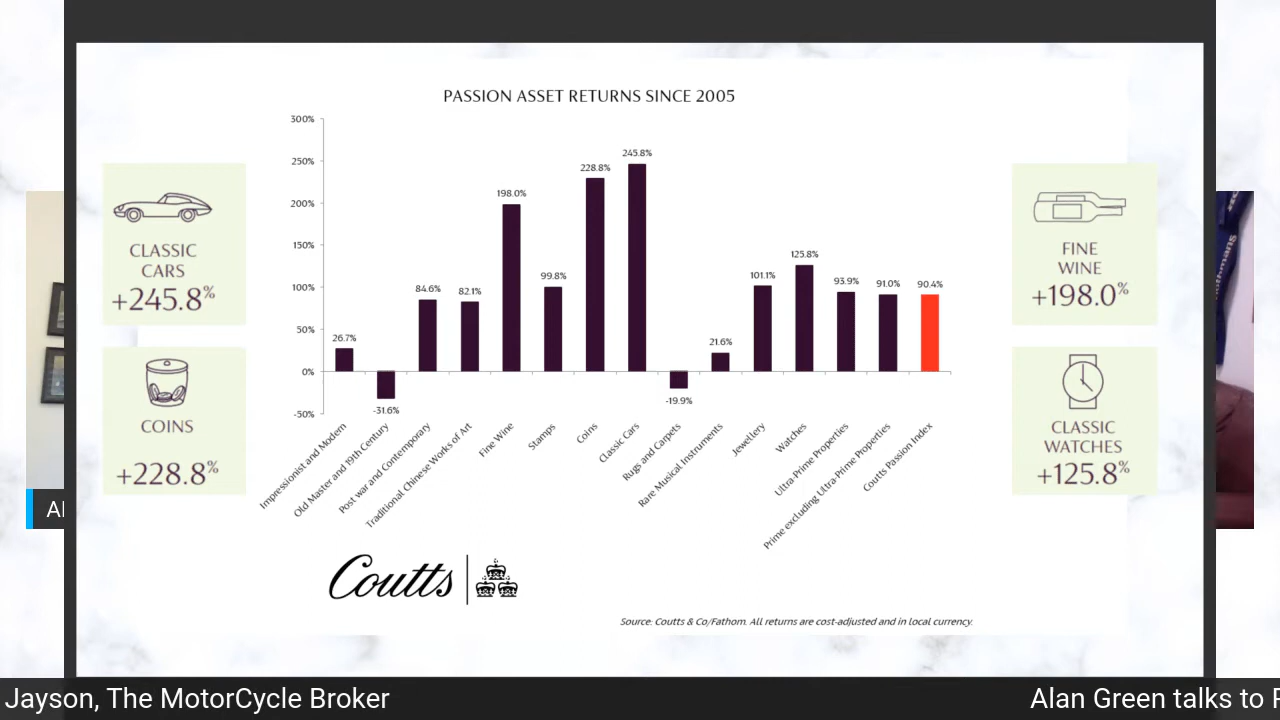 PASSION ASSET RETURNS SINCE 2005
300%
250%
200%
150%
100%
50%
0%
-50%
26.7%
-31.6%
84.6%
82.1%
198.0%
99.8%
228.8%
245.8%
-19.9%
21.6%
101.1%
125.8%
93.9%
91.0%
90.4%
Impressionist and Modern
Old Master and 19th Century
Post war and Contemporary
Traditional Chinese Works of Art
Fine Wine
Stamps
Coins
Classic Cars
Rugs and Carpets
Rare Musical Instruments
Jewellery
Watches
Ultra-Prime Properties
Prime excluding Ultra-Prime Properties
Coutts Passion Index
CLASSIC
CARS
+245.8%
COINS
+228.8%
FINE
WINE
+198.0%
CLASSIC
WATCHES
+125.8%
Coutts
Source: Coutts & Co/Fathom. All returns are cost-adjusted and in local currency.
Jayson, The MotorCycle Broker
Alan Green talks to